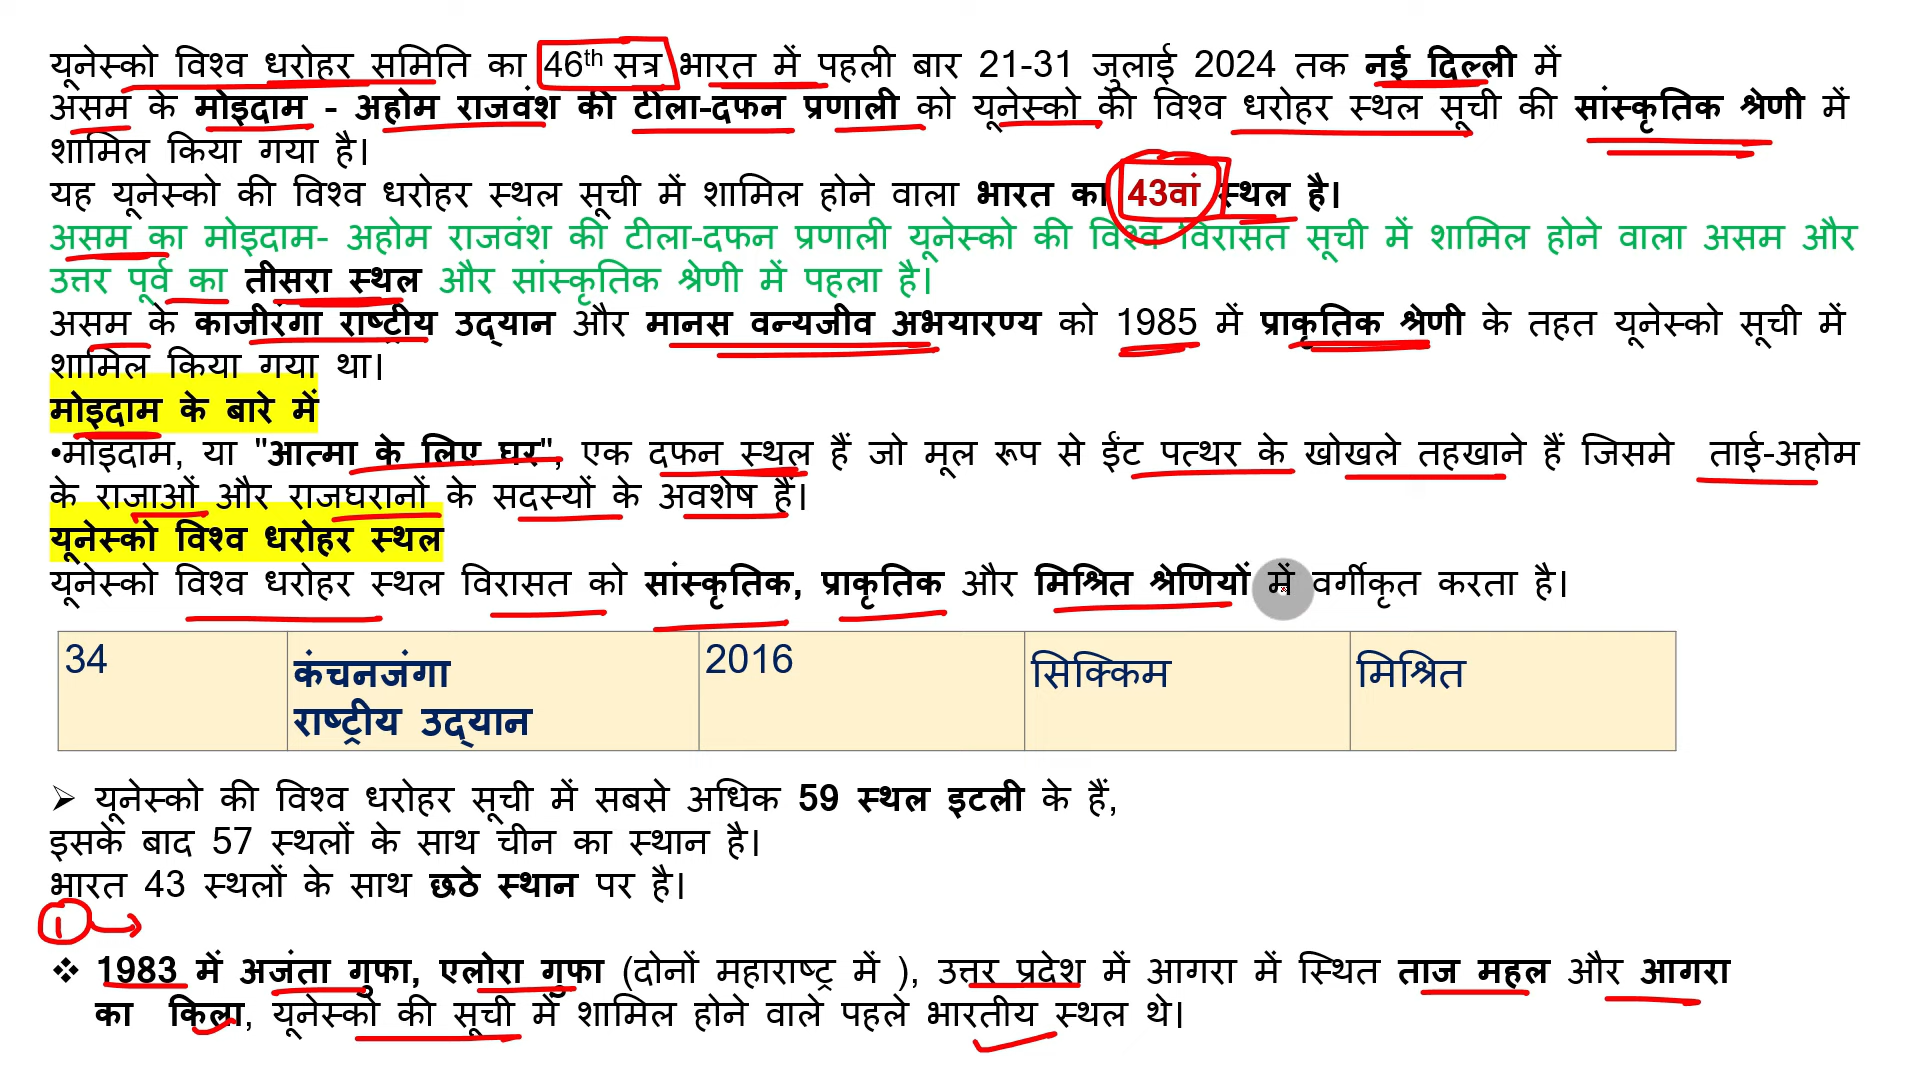 यूनेस्को विश्व धरोहर समिति का 46th सत्र भारत में पहली बार 21-31 जुलाई 2024 तक नई दिल्ली में
असम के मोइदाम - अहोम राजवंश की टीला-दफन प्रणाली को यूनेस्को की विश्व धरोहर स्थल सूची की सांस्कृतिक श्रेणी में
शामिल किया गया है।
यह यूनेस्को की विश्व धरोहर स्थल सूची में शामिल होने वाला भारत का 43वां स्थल है।
असम का मोइदाम- अहोम राजवंश की टीला-दफन प्रणाली यूनेस्को की विश्व विरासत सूची में शामिल होने वाला असम और
उत्तर पूर्व का तीसरा स्थल और सांस्कृतिक श्रेणी में पहला है।
असम के काजीरंगा राष्ट्रीय उद्यान और मानस वन्यजीव अभयारण्य को 1985 में प्राकृतिक श्रेणी के तहत यूनेस्को सूची में
शामिल किया गया था।
मोइदाम के बारे में
•मोइदाम, या "आत्मा के लिए घर", एक दफन स्थल हैं जो मूल रूप से ईंट पत्थर के खोखले तहखाने हैं जिसमे ताई-अहोम
के राजाओं और राजघरानों के सदस्यों के अवशेष हैं।
यूनेस्को विश्व धरोहर स्थल
यूनेस्को विश्व धरोहर स्थल विरासत को सांस्कृतिक, प्राकृतिक और मिश्रित श्रेणियों में वर्गीकृत करता है।
34 कंचनजंगा 2016 सिक्किम मिश्रित
राष्ट्रीय उद्यान
➢ यूनेस्को की विश्व धरोहर सूची में सबसे अधिक 59 स्थल इटली के हैं,
इसके बाद 57 स्थलों के साथ चीन का स्थान है।
भारत 43 स्थलों के साथ छठे स्थान पर है।
1 →
❖ 1983 में अजंता गुफा, एलोरा गुफा (दोनों महाराष्ट्र में ), उत्तर प्रदेश में आगरा में स्थित ताज महल और आगरा
का किला, यूनेस्को की सूची में शामिल होने वाले पहले भारतीय स्थल थे।